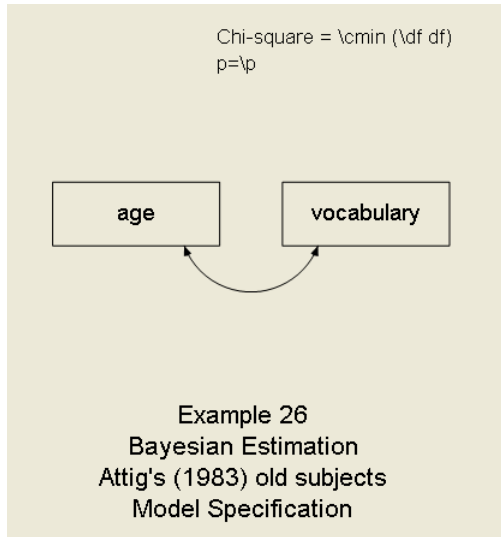 Chi-square = \cmin (\df df)
p=\p
age
vocabulary
Example 26
Bayesian Estimation
Attig's (1983) old subjects
Model Specification